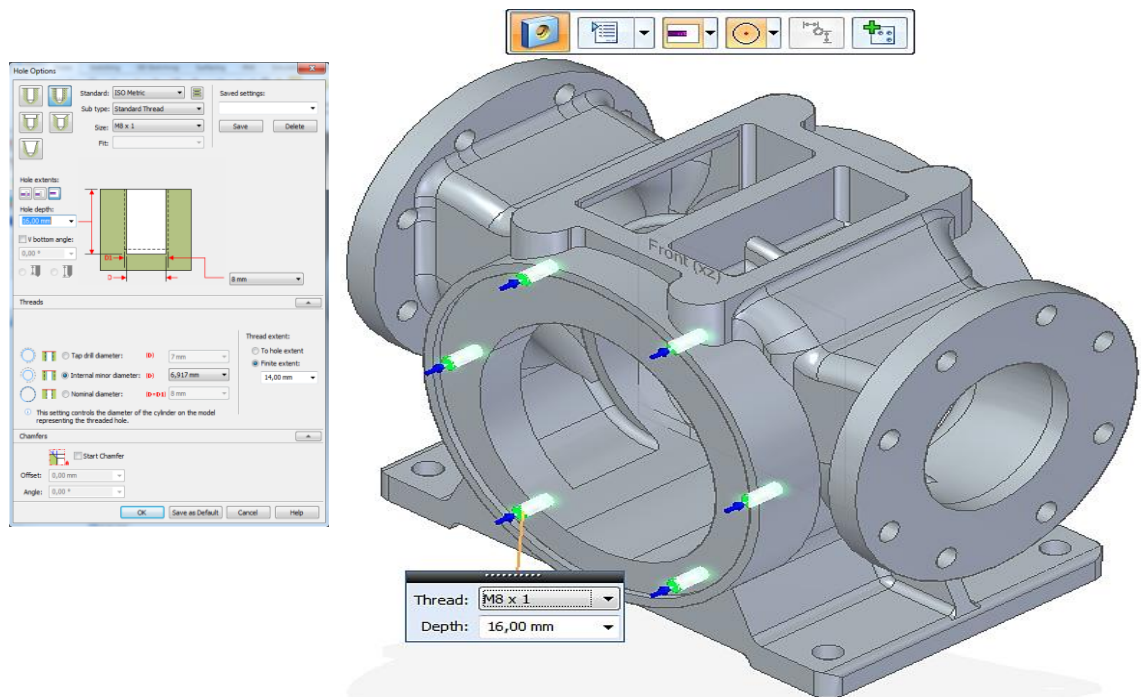 Hole Options
Standard: ISO Metric
Saved settings:
Sub type: Standard Thread
Size: M8 x 1
Save Delete
Fit:
Hole extents:
Hole depth:
16,00 mm
V bottom angle:
0,00 °
D1
D
8 mm
Threads
Thread extent:
Tap drill diameter: (D) 7 mm
To hole extent
Finite extent:
Internal minor diameter: (D) 6,917 mm
14,00 mm
Nominal diameter: (D=D1) 8 mm
This setting controls the diameter of the cylinder on the model
representing the threaded hole.
Chamfers
Start Chamfer
Offset: 0,00 mm
Angle: 0,00 °
OK Save as Default Cancel Help
Front (xz)
Thread: M8 x 1
Depth: 16,00 mm